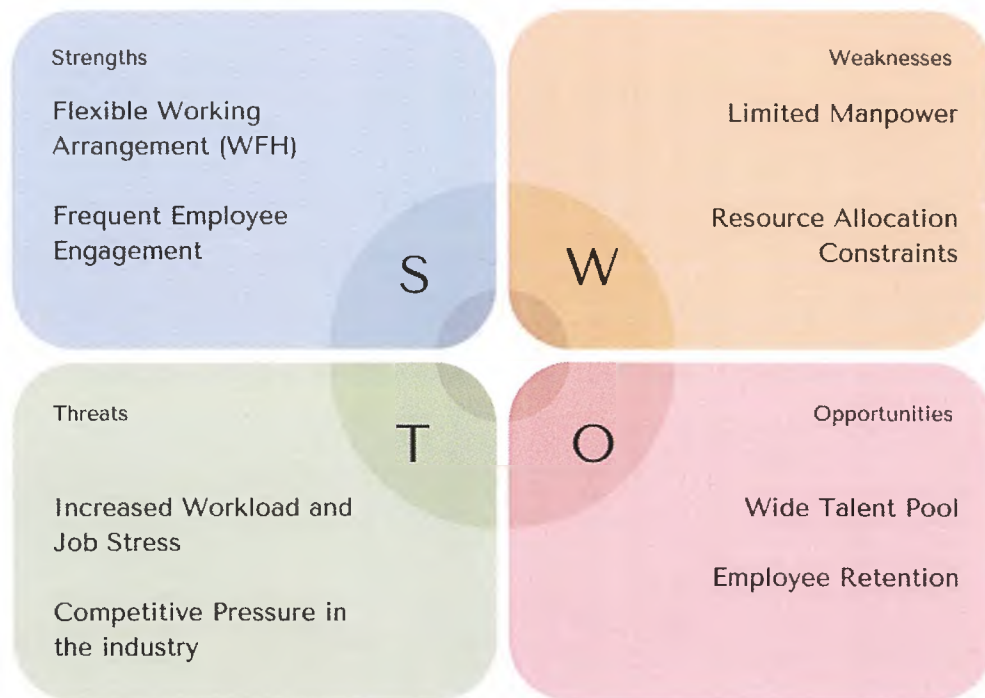 Strengths
Flexible Working
Arrangement (WFH)
Frequent Employee
Engagement
S
Weaknesses
Limited Manpower
Resource Allocation
Constraints
W
Threats
Increased Workload and
Job Stress
Competitive Pressure in
the industry
T
Opportunities
Wide Talent Pool
Employee Retention
O